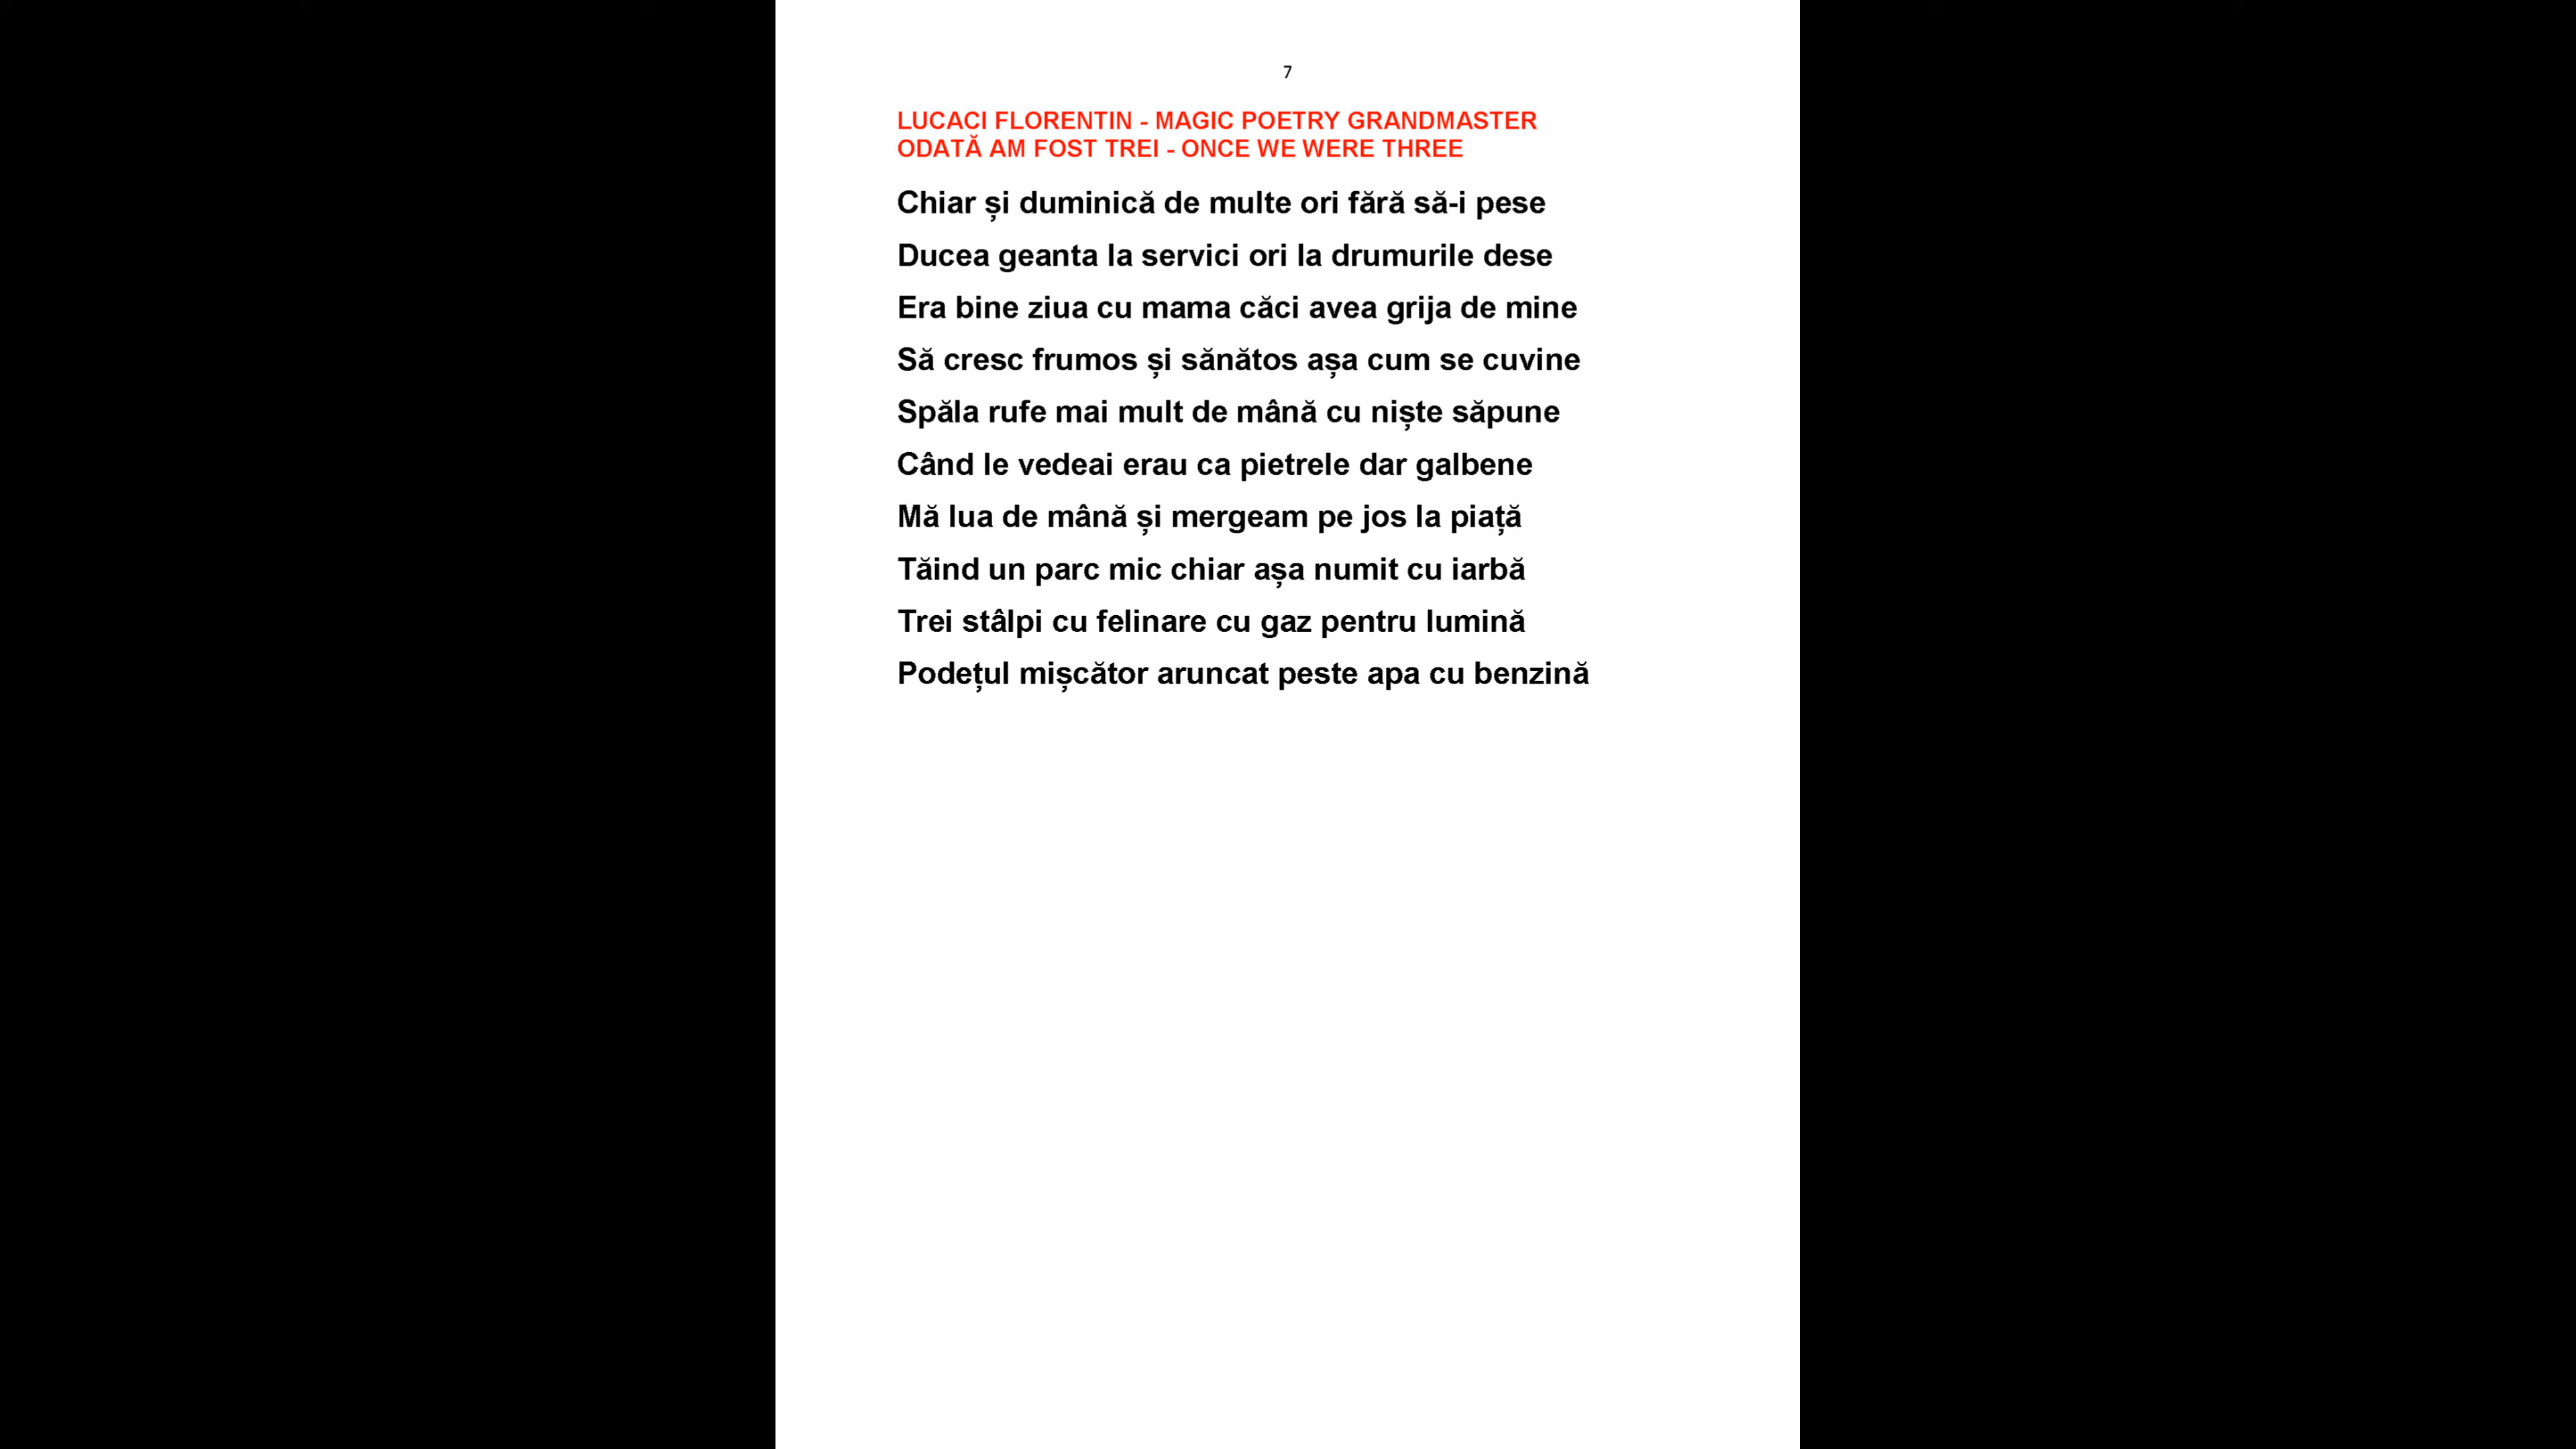 7
LUCACI FLORENTIN - MAGIC POETRY GRANDMASTER
ODATĂ AM FOST TREI - ONCE WE WERE THREE
Chiar și duminică de multe ori fără să-i pese
Ducea geanta la servici ori la drumurile dese
Era bine ziua cu mama căci avea grija de mine
Să cresc frumos și sănătos așa cum se cuvine
Spăla rufe mai mult de mână cu niște săpune
Când le vedeai erau ca pietrele dar galbene
Mă lua de mână și mergeam pe jos la piață
Tăind un parc mic chiar așa numit cu iarbă
Trei stâlpi cu felinare cu gaz pentru lumină
Podețul mișcător aruncat peste apa cu benzină